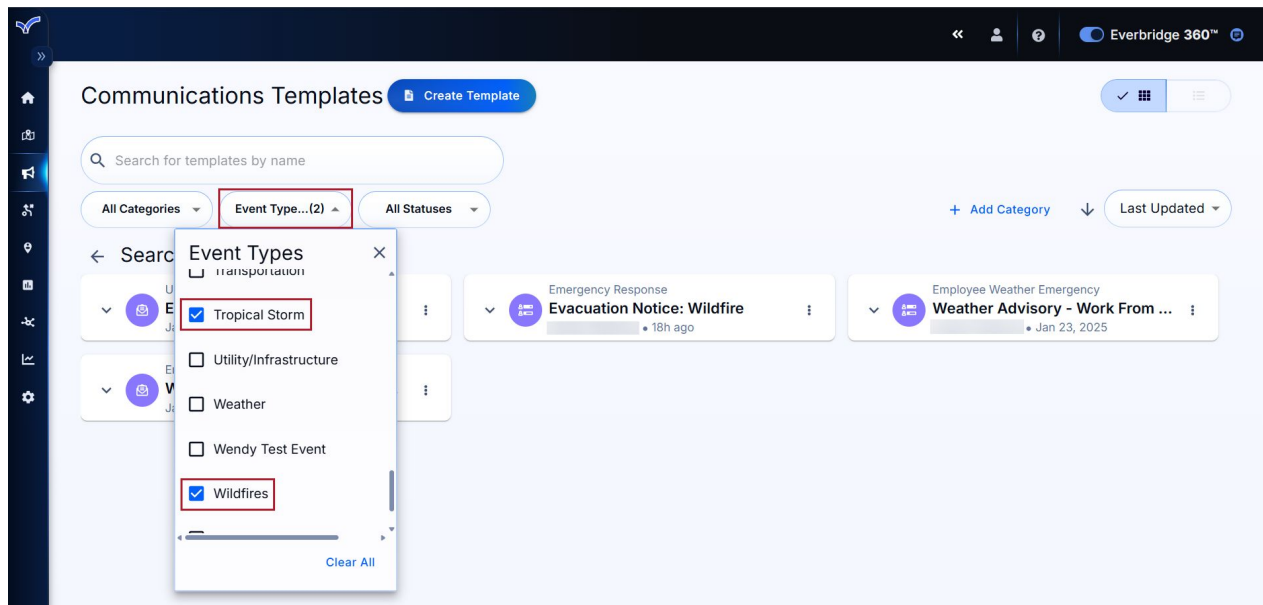 Everbridge 360™
Communications Templates
Create Template
Search for templates by name
All Categories
Event Type...(2)
All Statuses
+ Add Category
Last Updated
Searc
Event Types
Transportation
Tropical Storm
Utility/Infrastructure
Weather
Wendy Test Event
Wildfires
Clear All
Emergency Response
Evacuation Notice: Wildfire
• 18h ago
Employee Weather Emergency
Weather Advisory - Work From ...
• Jan 23, 2025